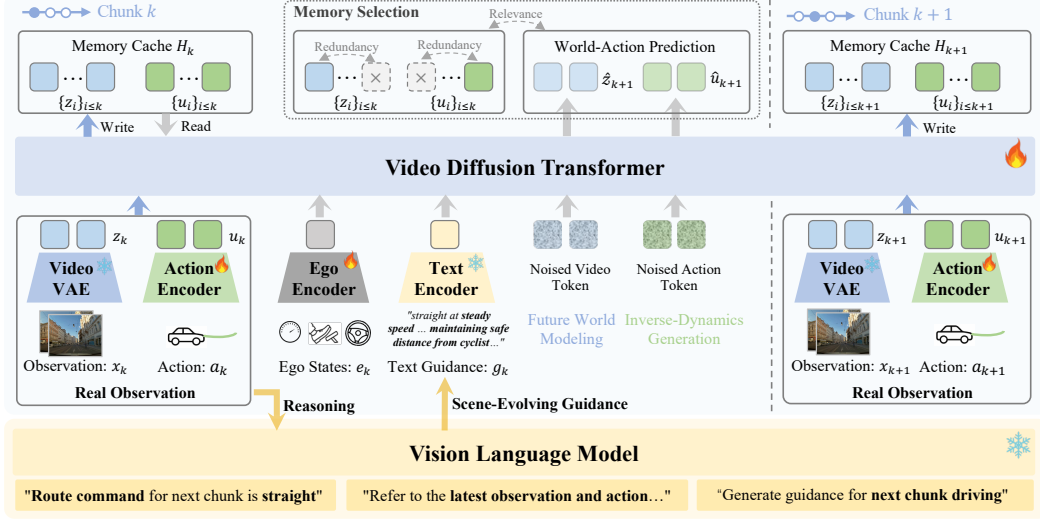 Chunk k
Memory Cache H_k
{z_i}_{i≤k}
{u_i}_{i≤k}
Write
Read
Memory Selection
Redundancy
Redundancy
{z_i}_{i≤k}
{u_i}_{i≤k}
Relevance
World-Action Prediction
ẑ_{k+1}
û_{k+1}
Chunk k + 1
Memory Cache H_{k+1}
{z_i}_{i≤k+1}
{u_i}_{i≤k+1}
Write
Video Diffusion Transformer
z_k
u_k
Video
VAE
Action
Encoder
Observation: x_k
Action: a_k
Real Observation
Ego
Encoder
Ego States: e_k
Text
Encoder
"straight at steady
speed … maintaining safe
distance from cyclist…"
Text Guidance: g_k
Noised Video
Token
Future World
Modeling
Noised Action
Token
Inverse-Dynamics
Generation
z_{k+1}
u_{k+1}
Video
VAE
Action
Encoder
Observation: x_{k+1}
Action: a_{k+1}
Real Observation
Reasoning
Scene-Evolving Guidance
Vision Language Model
"Route command for next chunk is straight"
"Refer to the latest observation and action…"
"Generate guidance for next chunk driving"